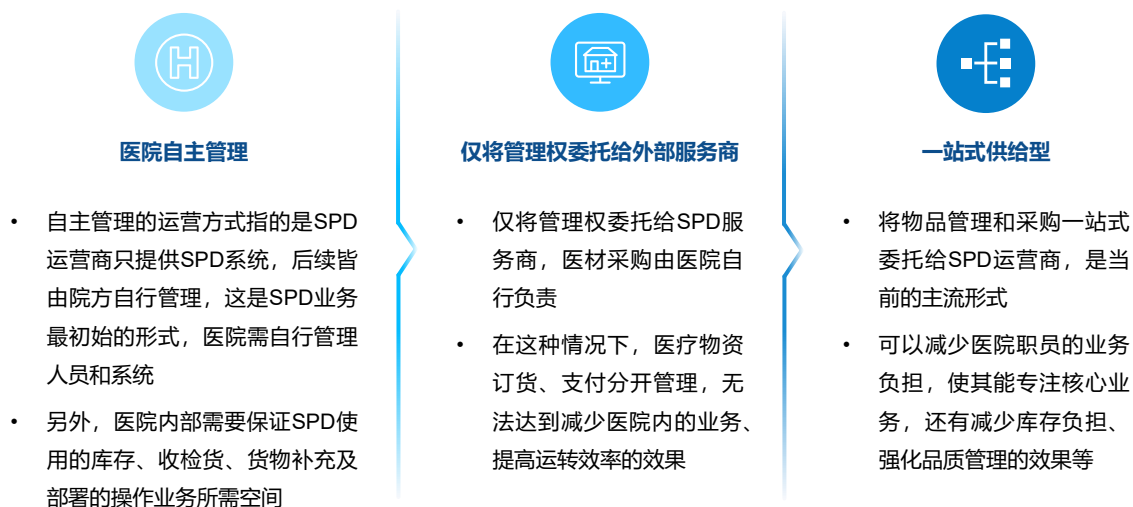 医院自主管理
• 自主管理的运营方式指的是SPD
运营商只提供SPD系统，后续皆
由院方自行管理，这是SPD业务
最初始的形式，医院需自行管理
人员和系统
• 另外，医院内部需要保证SPD使
用的库存、收检货、货物补充及
部署的操作业务所需空间
仅将管理权委托给外部服务商
• 仅将管理权委托给SPD服
务商，医材采购由医院自
行负责
• 在这种情况下，医疗物资
订货、支付分开管理，无
法达到减少医院内的业务、
提高运转效率的效果
一站式供给型
• 将物品管理和采购一站式
委托给SPD运营商，是当
前的主流形式
• 可以减少医院职员的业务
负担，使其能专注核心业
务，还有减少库存负担、
强化品质管理的效果等